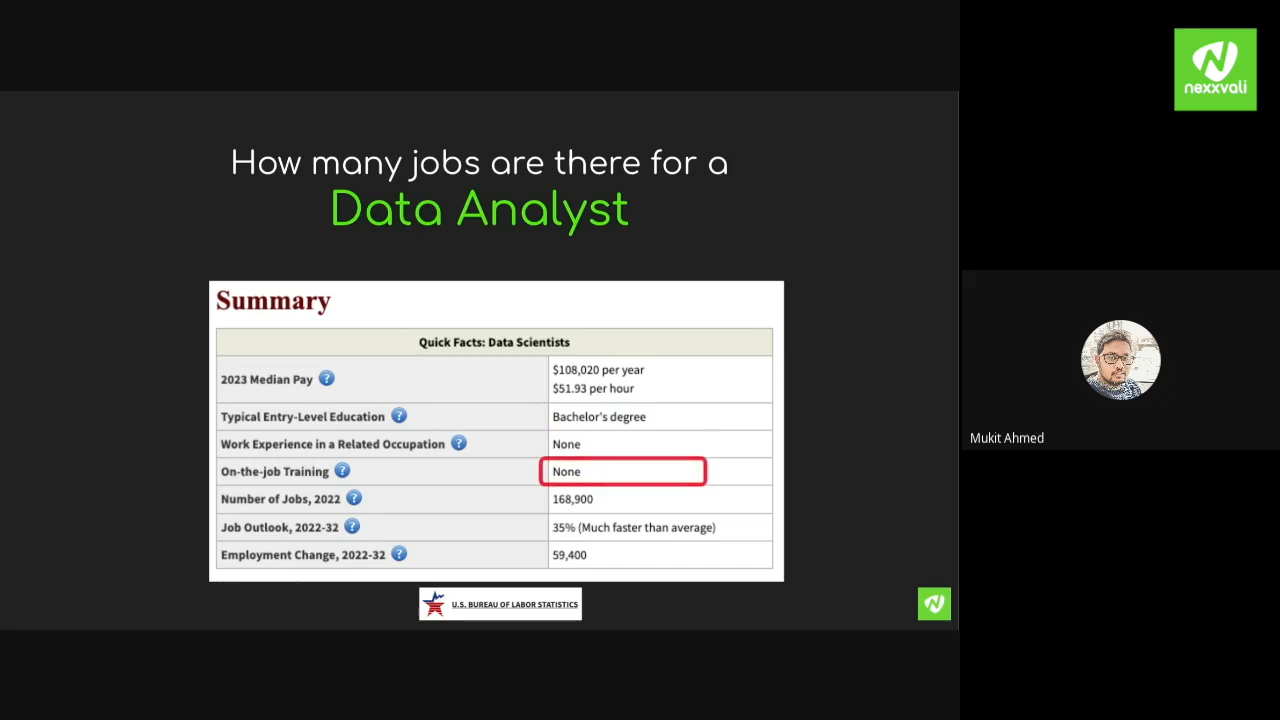 How many jobs are there for a
Data Analyst
Summary
Quick Facts: Data Scientists
2023 Median Pay ? $108,020 per year
$51.93 per hour
Typical Entry-Level Education ? Bachelor's degree
Work Experience in a Related Occupation ? None
On-the-job Training ? None
Number of Jobs, 2022 ? 168,900
Job Outlook, 2022-32 ? 35% (Much faster than average)
Employment Change, 2022-32 ? 59,400
U.S. BUREAU OF LABOR STATISTICS
nexxvali
Mukit Ahmed